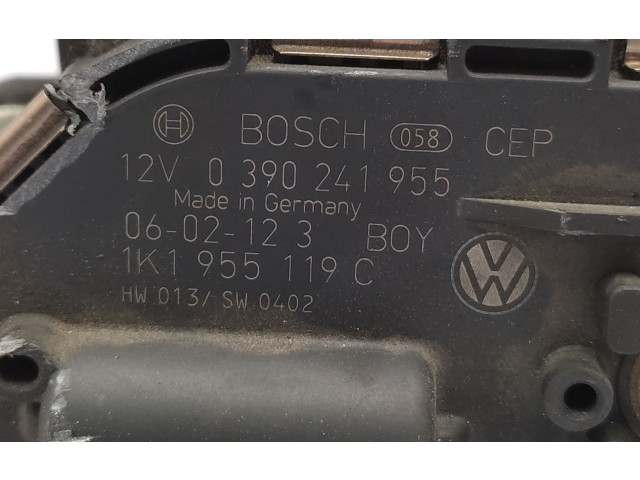 BOSCH 058 CEP
12V 0 390 241 955
Made in Germany
06-02-12 3 BOY
1K1 955 119 C
HW 013/ SW 0402